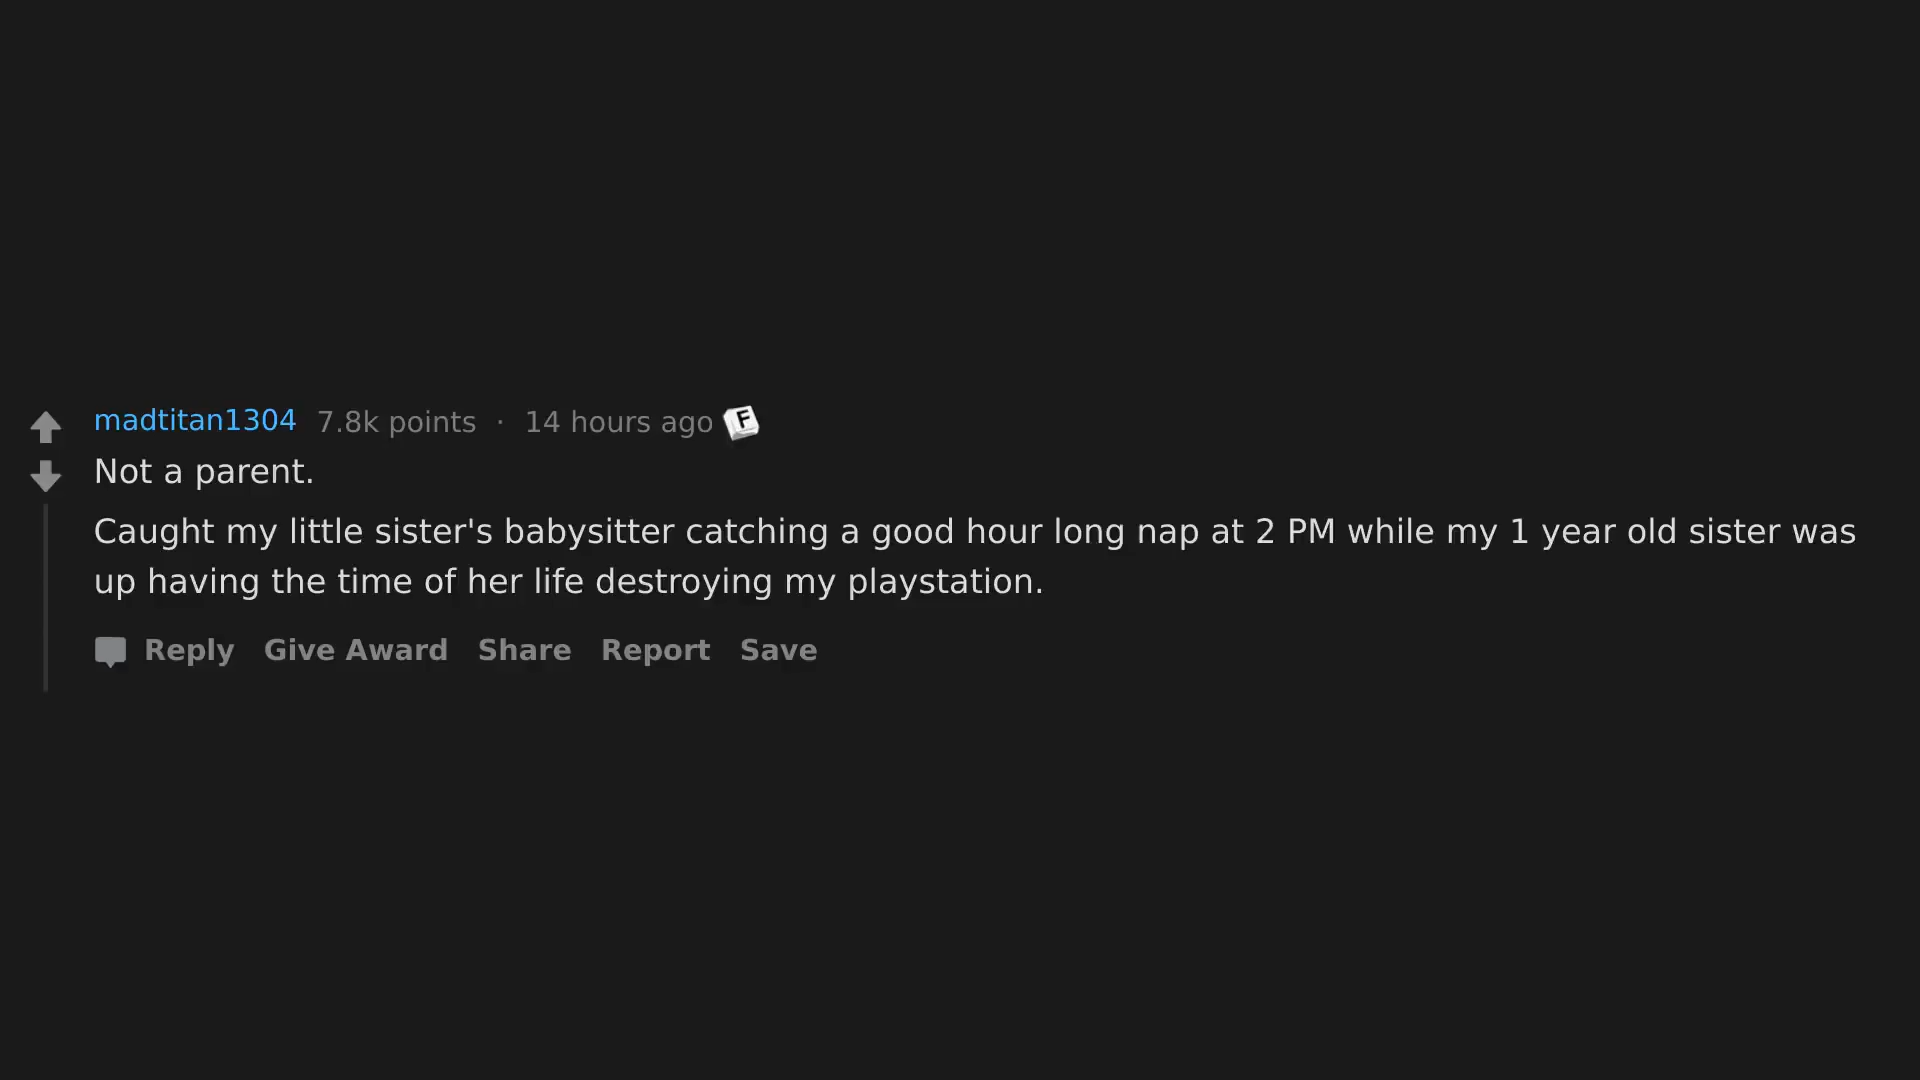 madtitan1304 7.8k points · 14 hours ago F
Not a parent.
Caught my little sister's babysitter catching a good hour long nap at 2 PM while my 1 year old sister was
up having the time of her life destroying my playstation.
Reply Give Award Share Report Save